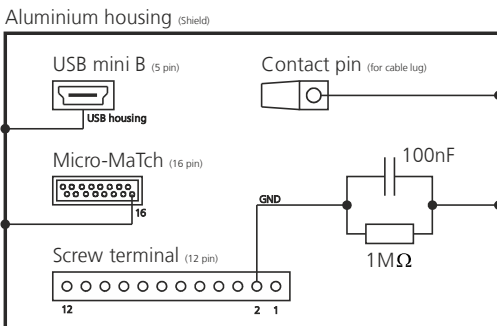 Aluminium housing (Shield)
USB mini B (5 pin)
Contact pin (for cable lug)
USB housing
Micro-MaTch (16 pin)
100nF
16
GND
1MΩ
Screw terminal (12 pin)
12 2 1